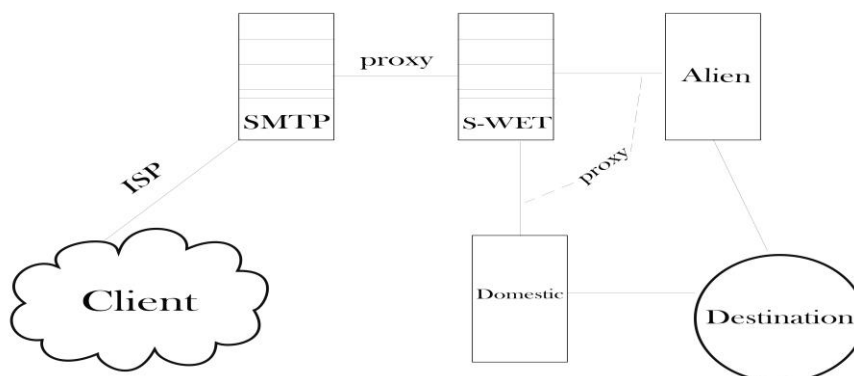 proxy
Alien
SMTP
S-WET
proxy
ISP
Client
Domestic
Destination